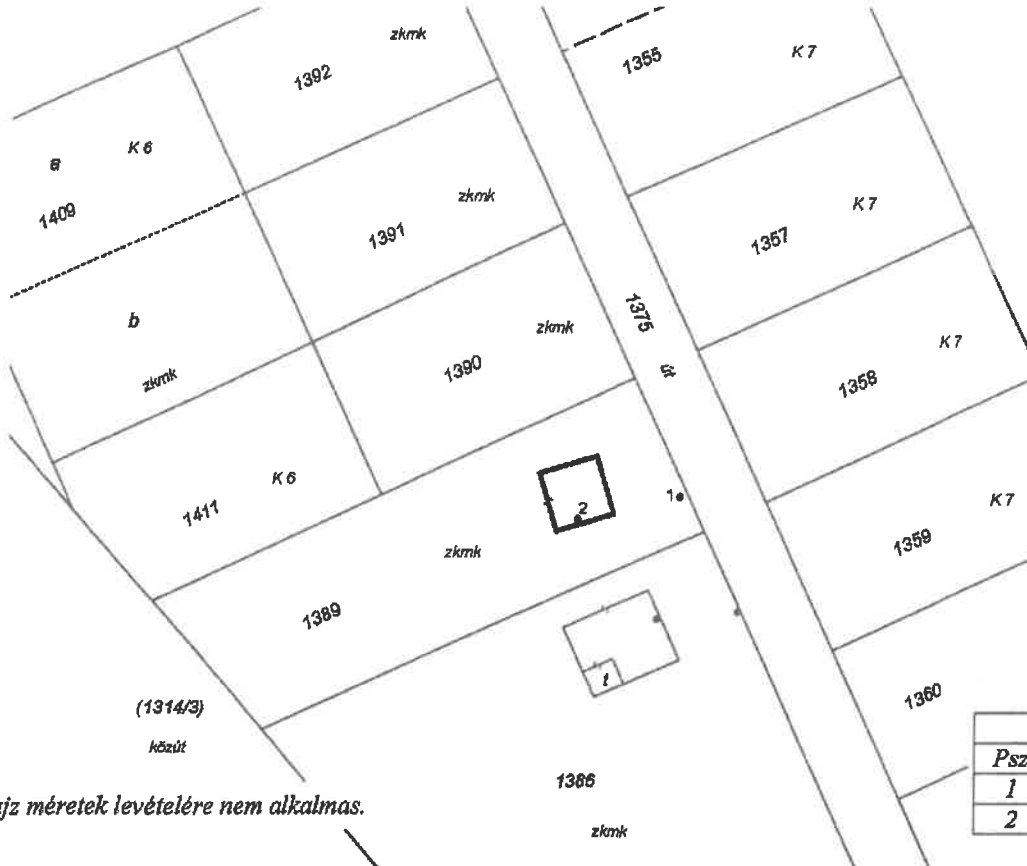 zkmk
1392
1355
K 7
a
K 6
1409
zkmk
1391
K 7
1357
b
1375
út
zkmk
1390
zkmk
K 7
1358
K 6
1411
2
1
K 7
zkmk
1359
1389
t
1360
(1314/3)
közút
1386
zkmk
Psz
1
2
jz méretek levételére nem alkalmas.